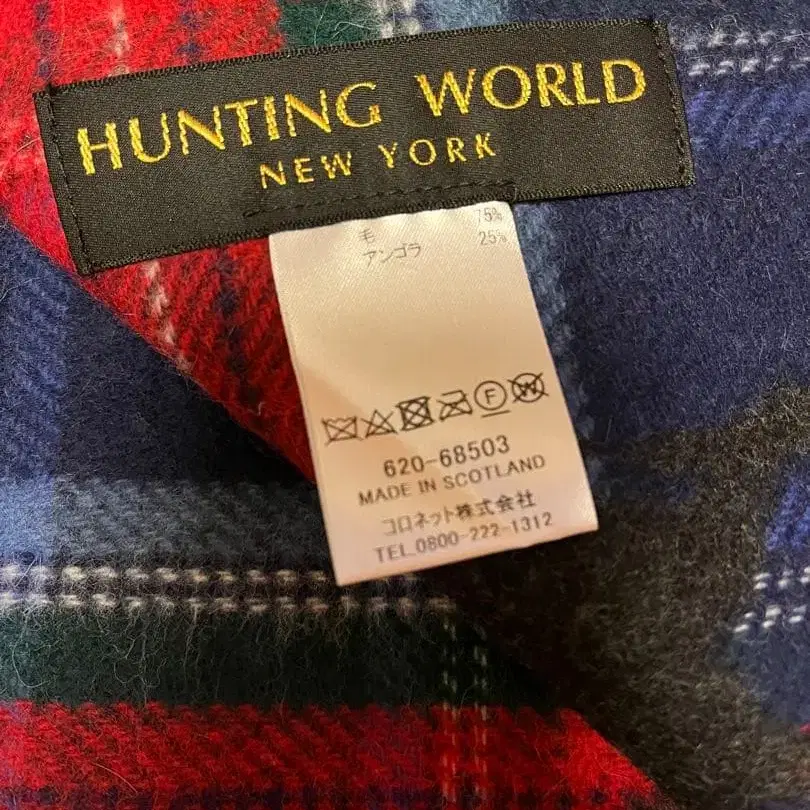 HUNTING WORLD
NEW YORK
毛 75%
アンゴラ 25%
F W
620-68503
MADE IN SCOTLAND
コロネット株式会社
TEL.0800-222-1312